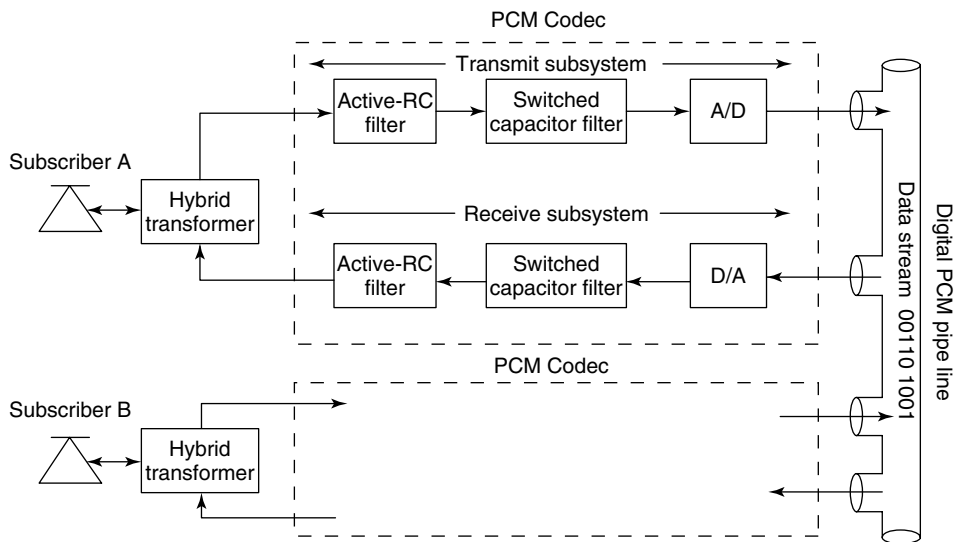 PCM Codec
Transmit subsystem
Active-RC
filter
Switched
capacitor filter
A/D
Subscriber A
Hybrid
transformer
Receive subsystem
Active-RC
filter
Switched
capacitor filter
D/A
PCM Codec
Subscriber B
Hybrid
transformer
Data stream 00110 1001
Digital PCM pipe line